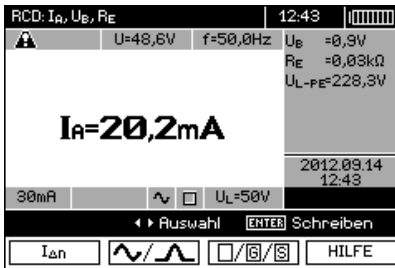 RCD: IA, UB, RE 12:43
U=48,6V f=50,0Hz
UB =0,9V
RE =0,03kΩ
UL-PE=228,3V
IA=20,2mA
2012.09.14
12:43
30mA UL=50V
Auswahl ENTER Schreiben
IΔn / □/G/S HILFE